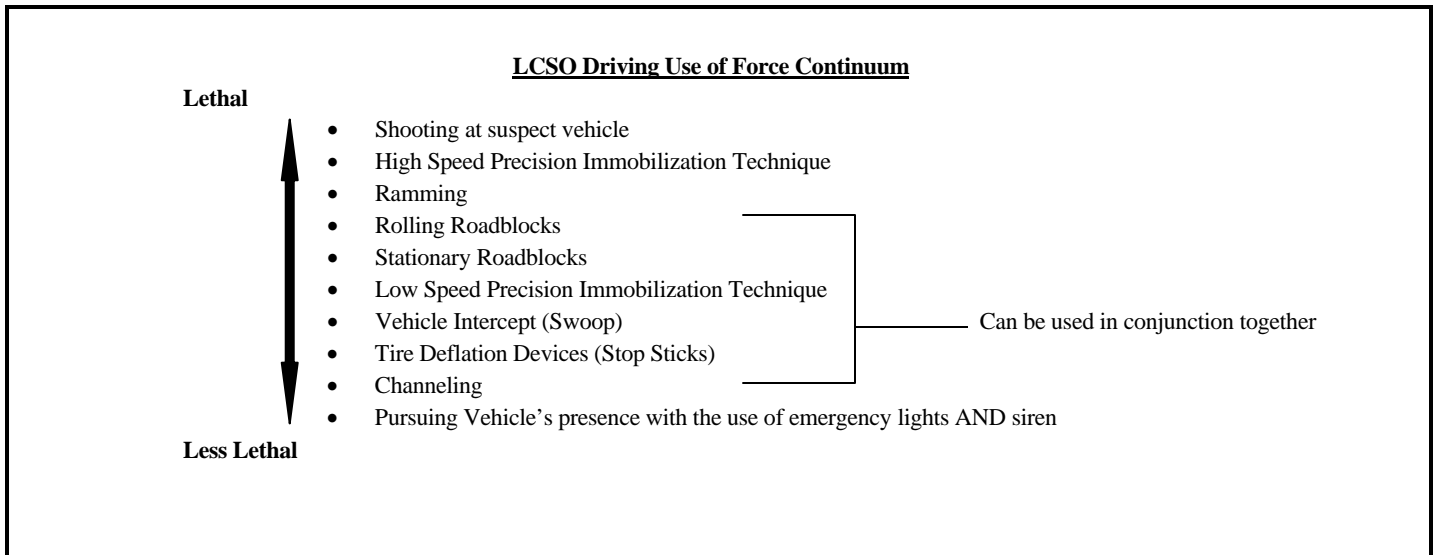 LCSO Driving Use of Force Continuum
Lethal
• Shooting at suspect vehicle
• High Speed Precision Immobilization Technique
• Ramming
• Rolling Roadblocks
• Stationary Roadblocks
• Low Speed Precision Immobilization Technique
• Vehicle Intercept (Swoop)
Can be used in conjunction together
• Tire Deflation Devices (Stop Sticks)
• Channeling
• Pursuing Vehicle’s presence with the use of emergency lights AND siren
Less Lethal